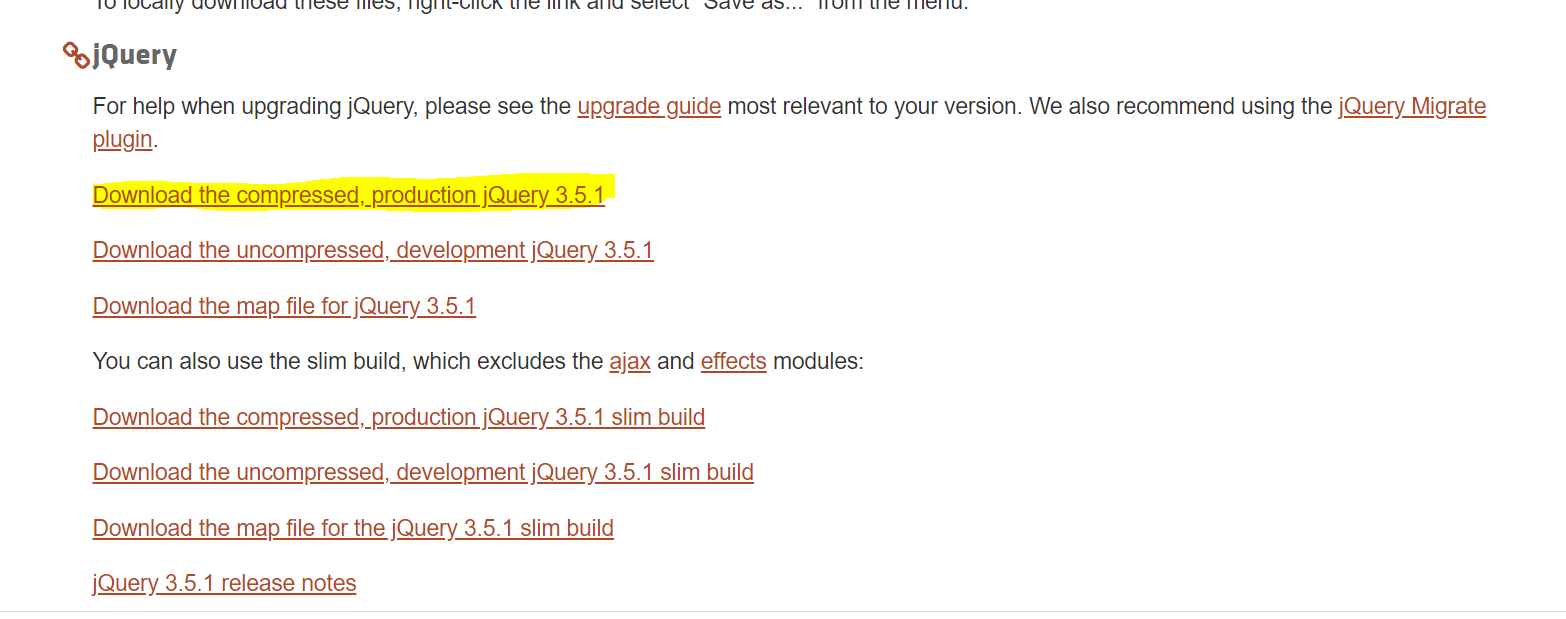 To locally download these files, right-click the link and select "Save as..." from the menu.
jQuery
For help when upgrading jQuery, please see the upgrade guide most relevant to your version. We also recommend using the jQuery Migrate
plugin.
Download the compressed, production jQuery 3.5.1
Download the uncompressed, development jQuery 3.5.1
Download the map file for jQuery 3.5.1
You can also use the slim build, which excludes the ajax and effects modules:
Download the compressed, production jQuery 3.5.1 slim build
Download the uncompressed, development jQuery 3.5.1 slim build
Download the map file for the jQuery 3.5.1 slim build
jQuery 3.5.1 release notes